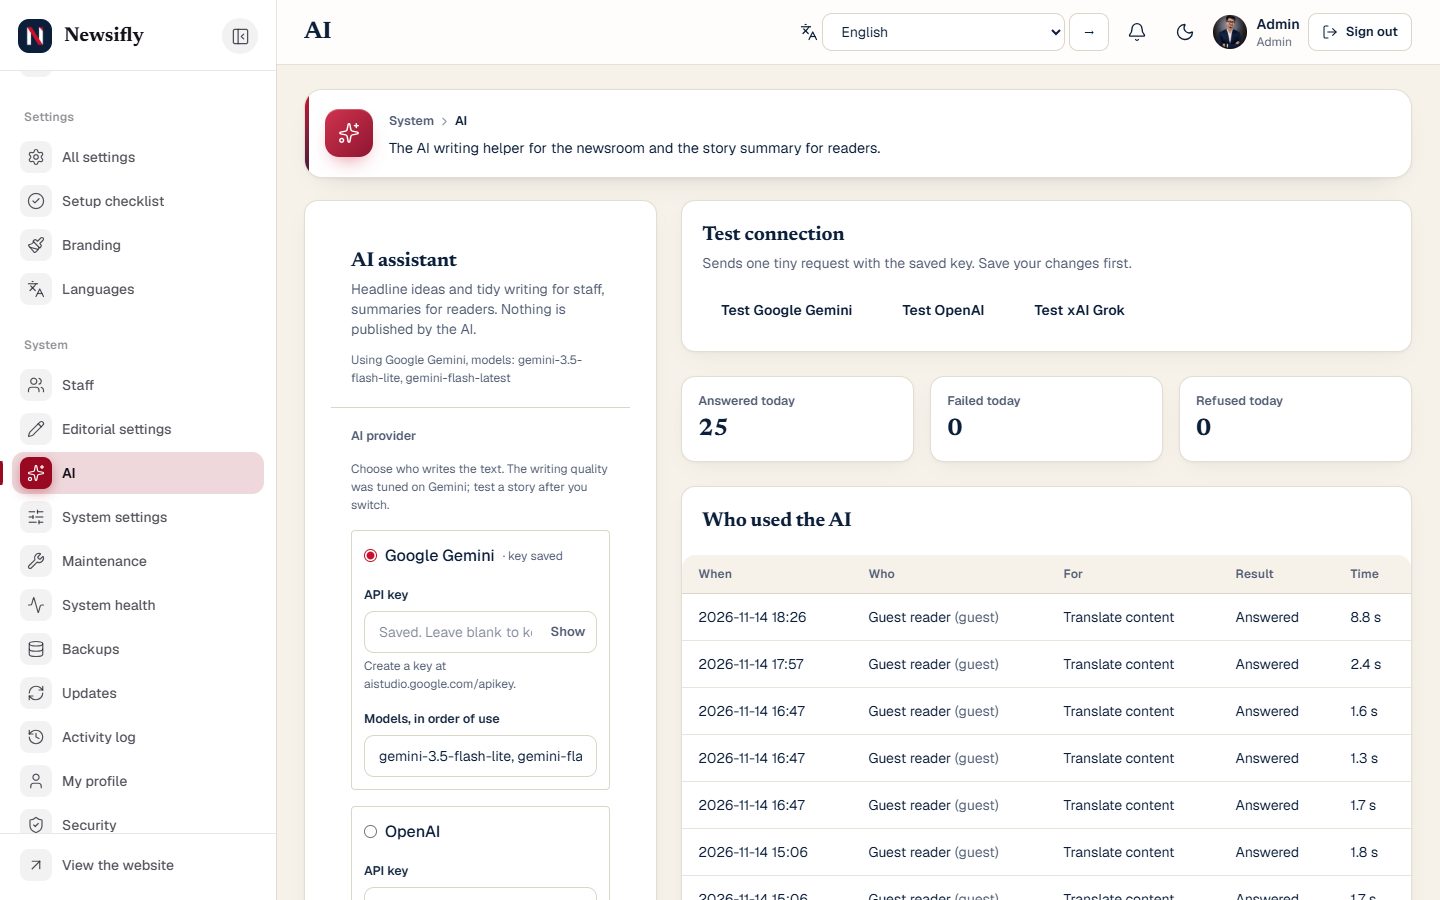 Newsifly
AI
English
→
Admin
Admin
Sign out
Settings
All settings
Setup checklist
Branding
Languages
System
Staff
Editorial settings
AI
System settings
Maintenance
System health
Backups
Updates
Activity log
My profile
Security
View the website
System > AI
The AI writing helper for the newsroom and the story summary for readers.
AI assistant
Headline ideas and tidy writing for staff,
summaries for readers. Nothing is
published by the AI.
Using Google Gemini, models: gemini-3.5-
flash-lite, gemini-flash-latest
AI provider
Choose who writes the text. The writing quality
was tuned on Gemini; test a story after you
switch.
Google Gemini · key saved
API key
Saved. Leave blank to Show
Create a key at
aistudio.google.com/apikey.
Models, in order of use
gemini-3.5-flash-lite, gemini-fla
OpenAI
API key
Test connection
Sends one tiny request with the saved key. Save your changes first.
Test Google Gemini Test OpenAI Test xAI Grok
Answered today
25
Failed today
0
Refused today
0
Who used the AI
When Who For Result Time
2026-11-14 18:26 Guest reader (guest) Translate content Answered 8.8 s
2026-11-14 17:57 Guest reader (guest) Translate content Answered 2.4 s
2026-11-14 16:47 Guest reader (guest) Translate content Answered 1.6 s
2026-11-14 16:47 Guest reader (guest) Translate content Answered 1.3 s
2026-11-14 16:47 Guest reader (guest) Translate content Answered 1.7 s
2026-11-14 15:06 Guest reader (guest) Translate content Answered 1.8 s
2026-11-14 15:06 Guest reader (guest) Translate content Answered 1.7 s